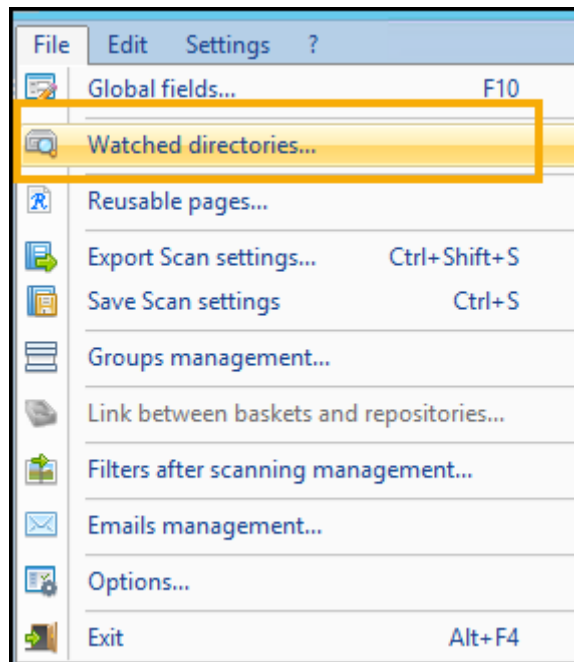 File Edit Settings ?
Global fields... F10
Watched directories...
Reusable pages...
Export Scan settings... Ctrl+Shift+S
Save Scan settings Ctrl+S
Groups management...
Link between baskets and repositories...
Filters after scanning management...
Emails management...
Options...
Exit Alt+F4